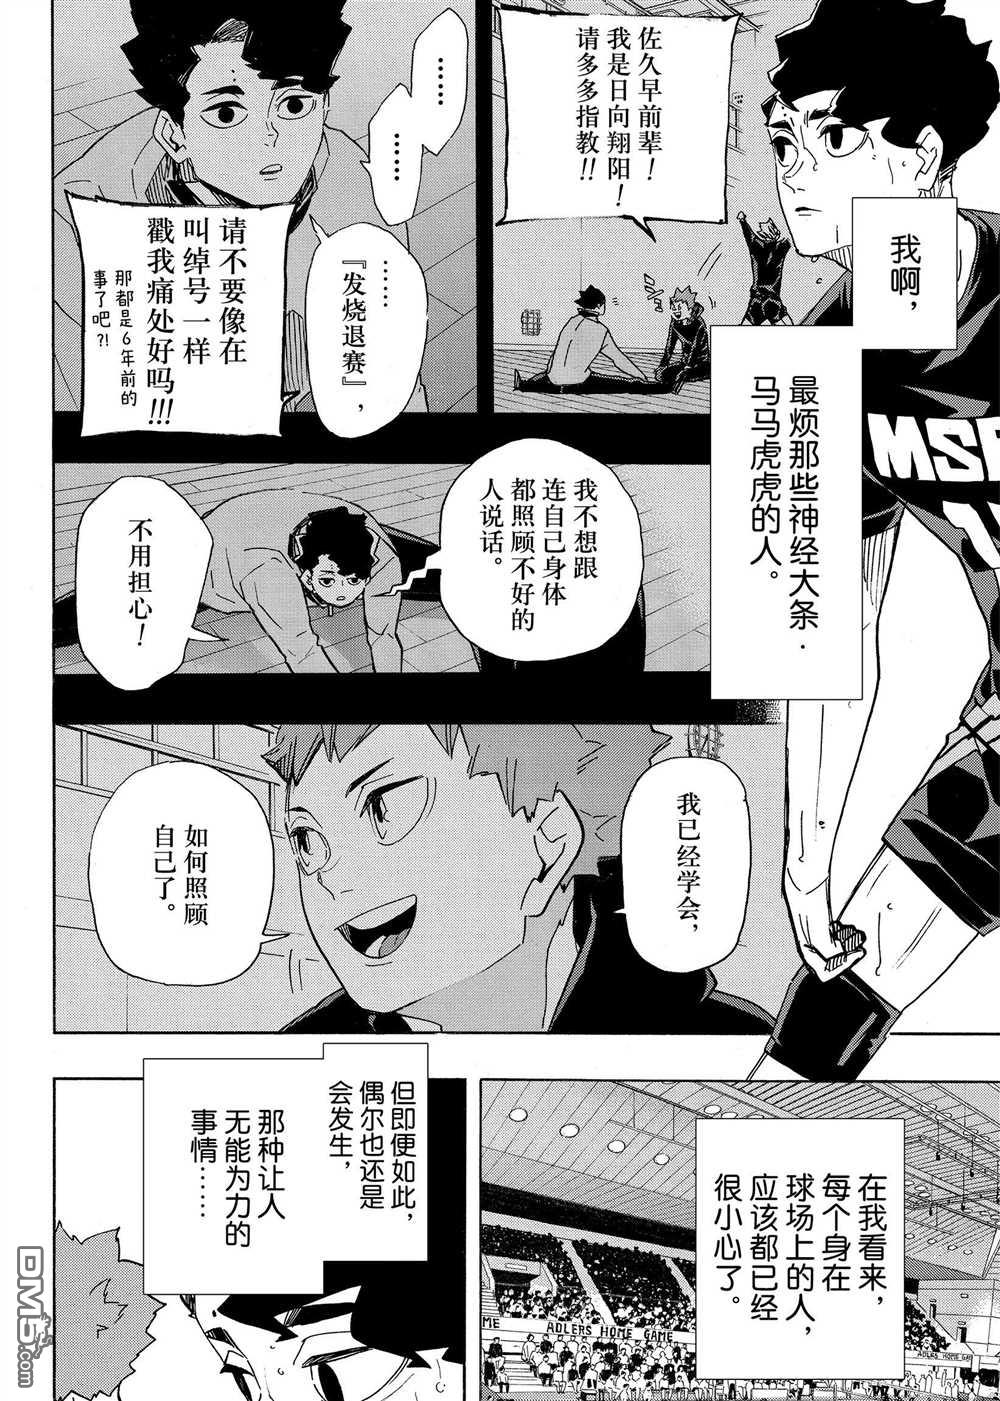 我啊，
最烦那些神经大条·
马马虎虎的人。
佐久早前辈！
我是日向翔阳！
请多多指教!!
……
……
……
『发烧退赛』，
请不要像在
叫绰号一样
戳我痛处好吗!!!
那都是6年前的
事了吧?!
我不想跟
连自己身体
都照顾不好的
人说话。
不用担心！
我已经学会，
如何照顾
自己了。
在我看来，
每个身在
球场上的人，
应该都已经
很小心了。
但即便如此，
偶尔也还是
会发生，
那种让人
无能为力的
事情……
ADLERS HOME GAME
DM5.com